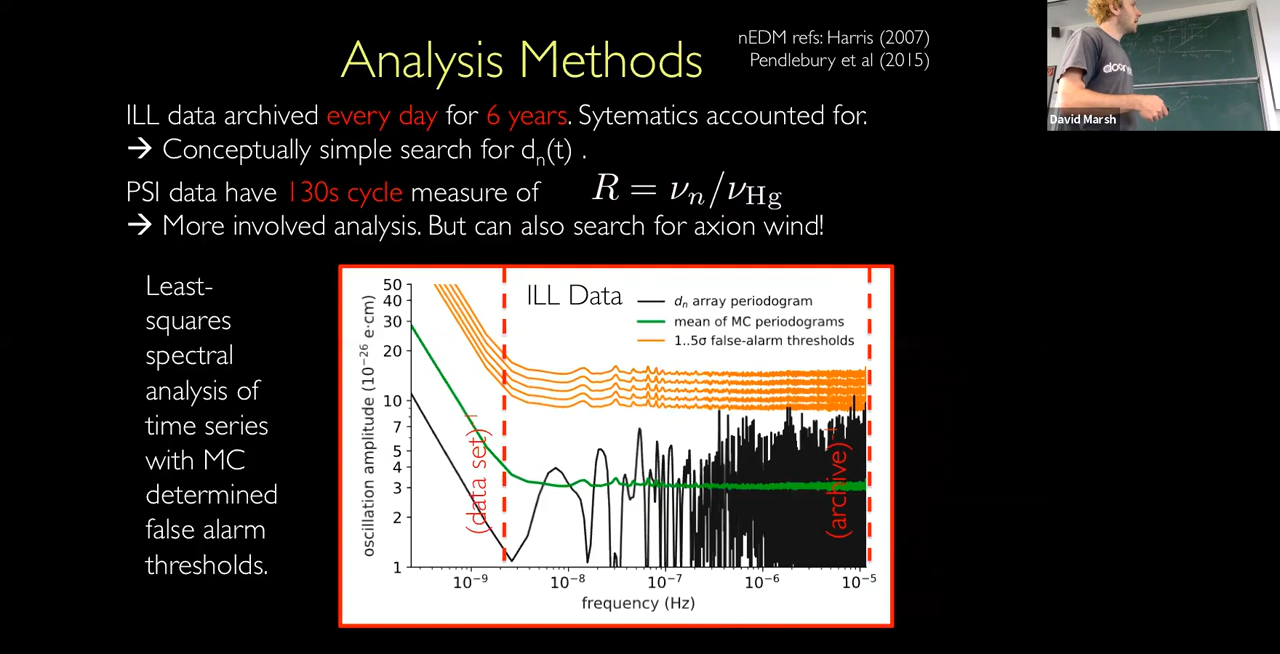 Analysis Methods
nEDM refs: Harris (2007)
Pendlebury et al (2015)
ILL data archived every day for 6 years. Sytematics accounted for.
→ Conceptually simple search for dn(t) .
PSI data have 130s cycle measure of R = νn/νHg
→ More involved analysis. But can also search for axion wind!
Least-
squares
spectral
analysis of
time series
with MC
determined
false alarm
thresholds.
ILL Data
dn array periodogram
mean of MC periodograms
1..5σ false-alarm thresholds
oscillation amplitude (10⁻²⁶ e·cm)
50
40
30
20
10
7
5
4
3
2
1
(data set)⁻¹
(archive)⁻¹
10⁻⁹ 10⁻⁸ 10⁻⁷ 10⁻⁶ 10⁻⁵
frequency (Hz)
David Marsh